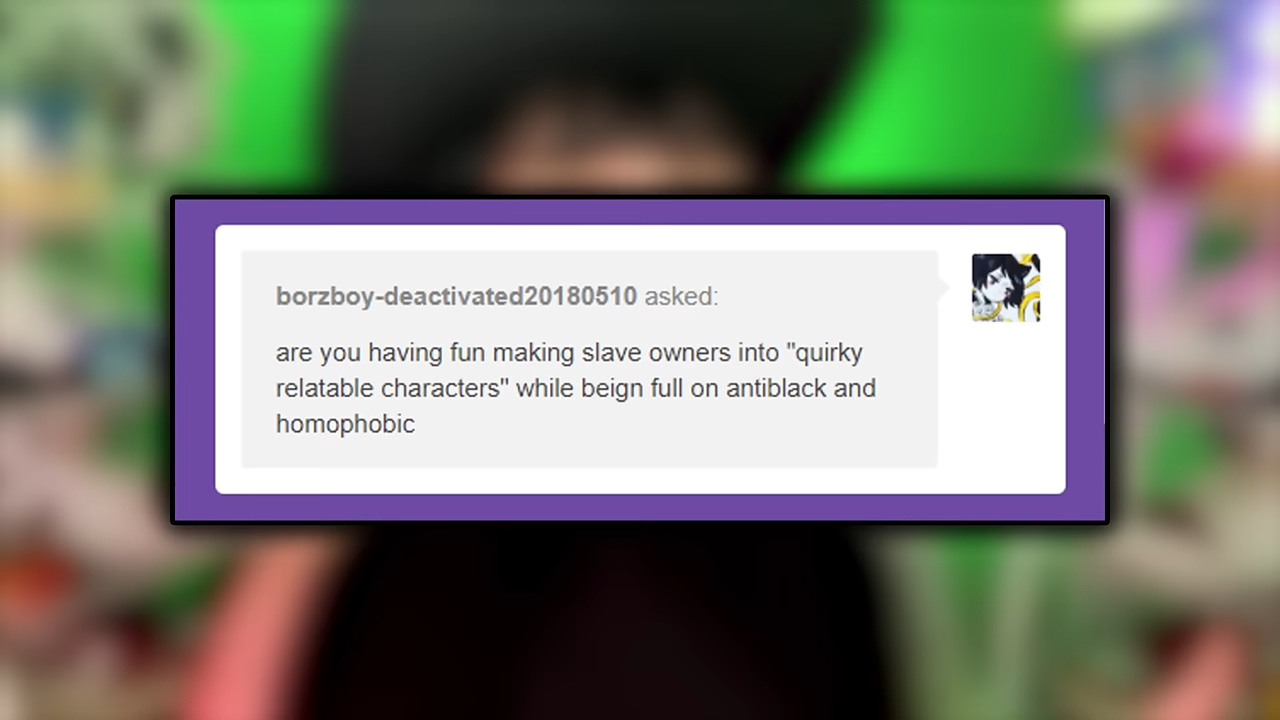 borzboy-deactivated20180510 asked:
are you having fun making slave owners into "quirky
relatable characters" while beign full on antiblack and
homophobic